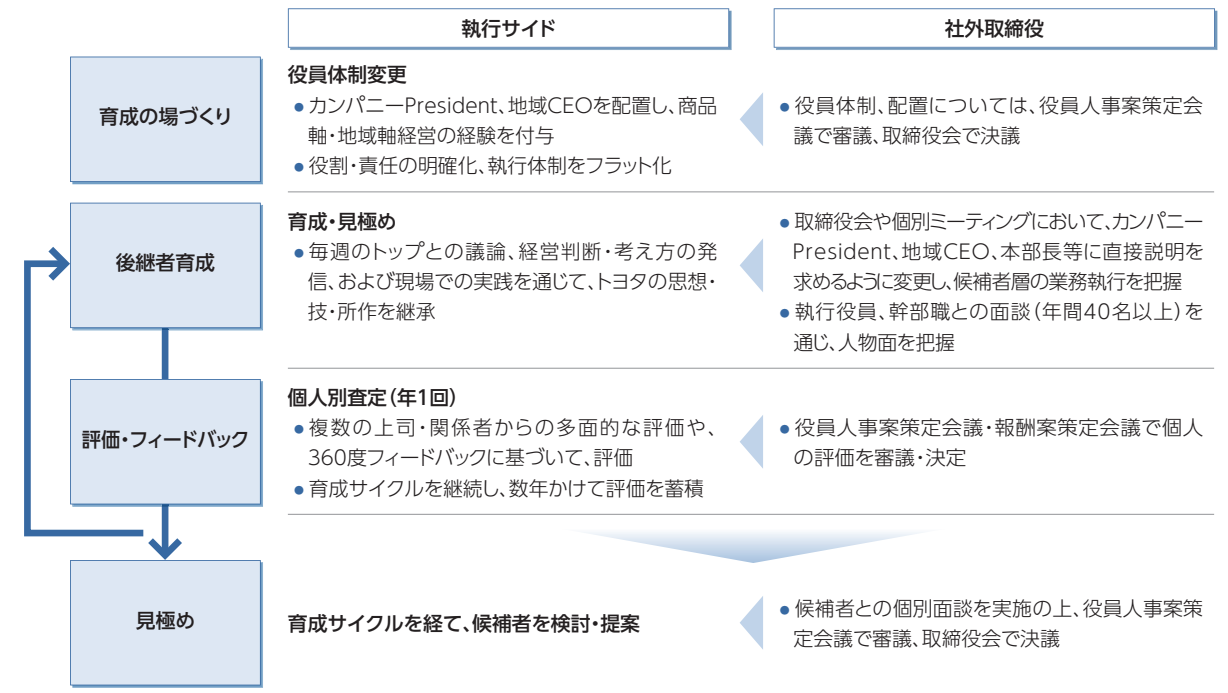 執行サイド
社外取締役
育成の場づくり
役員体制変更
●カンパニーPresident、地域CEOを配置し、商品
軸・地域軸経営の経験を付与
●役割・責任の明確化、執行体制をフラット化
●役員体制、配置については、役員人事案策定会
議で審議、取締役会で決議
後継者育成
育成・見極め
●毎週のトップとの議論、経営判断・考え方の発
信、および現場での実践を通じて、トヨタの思想・
技・所作を継承
●取締役会や個別ミーティングにおいて、カンパニー
President、地域CEO、本部長等に直接説明を
求めるように変更し、候補者層の業務執行を把握
●執行役員、幹部職との面談（年間40名以上）を
通じ、人物面を把握
評価・フィードバック
個人別査定（年1回）
●複数の上司・関係者からの多面的な評価や、
360度フィードバックに基づいて、評価
●育成サイクルを継続し、数年かけて評価を蓄積
●役員人事案策定会議・報酬案策定会議で個人
の評価を審議・決定
見極め
育成サイクルを経て、候補者を検討・提案
●候補者との個別面談を実施の上、役員人事案策
定会議で審議、取締役会で決議